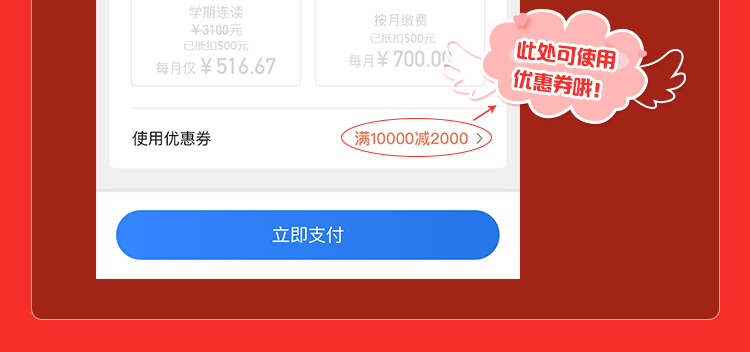 学期连读
¥3100元
已抵扣500元
每月仅¥516.67
按月缴费
已抵扣500元
每月¥700.00
此处可使用
优惠券哦!
使用优惠券
满10000减2000
立即支付